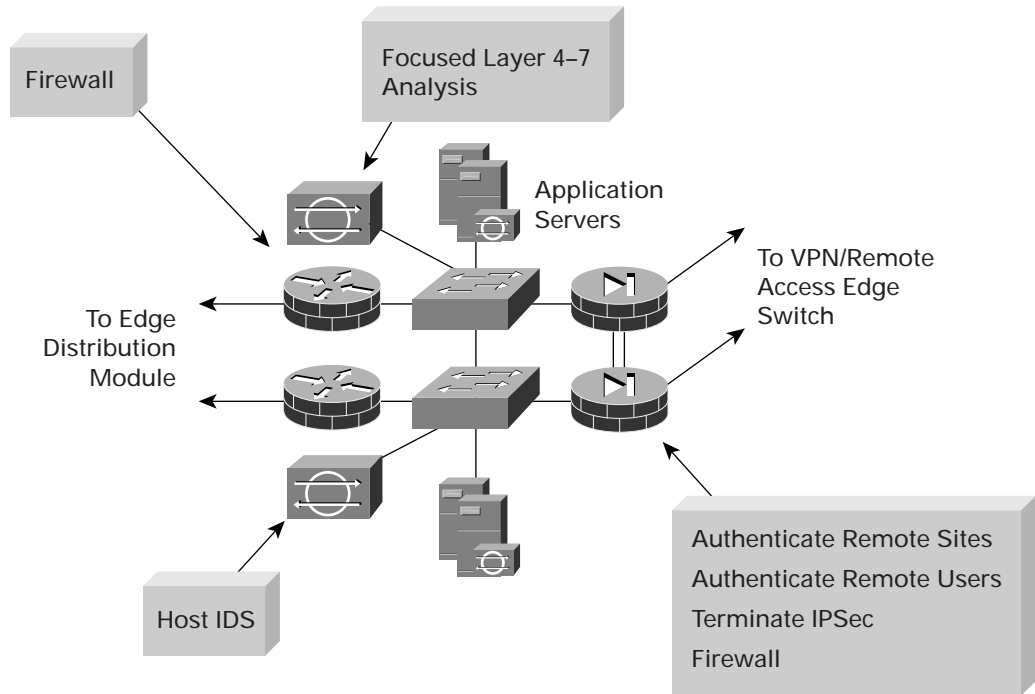 Firewall
Focused Layer 4–7
Analysis
Application
Servers
To VPN/Remote
Access Edge
Switch
To Edge
Distribution
Module
Host IDS
Authenticate Remote Sites
Authenticate Remote Users
Terminate IPSec
Firewall